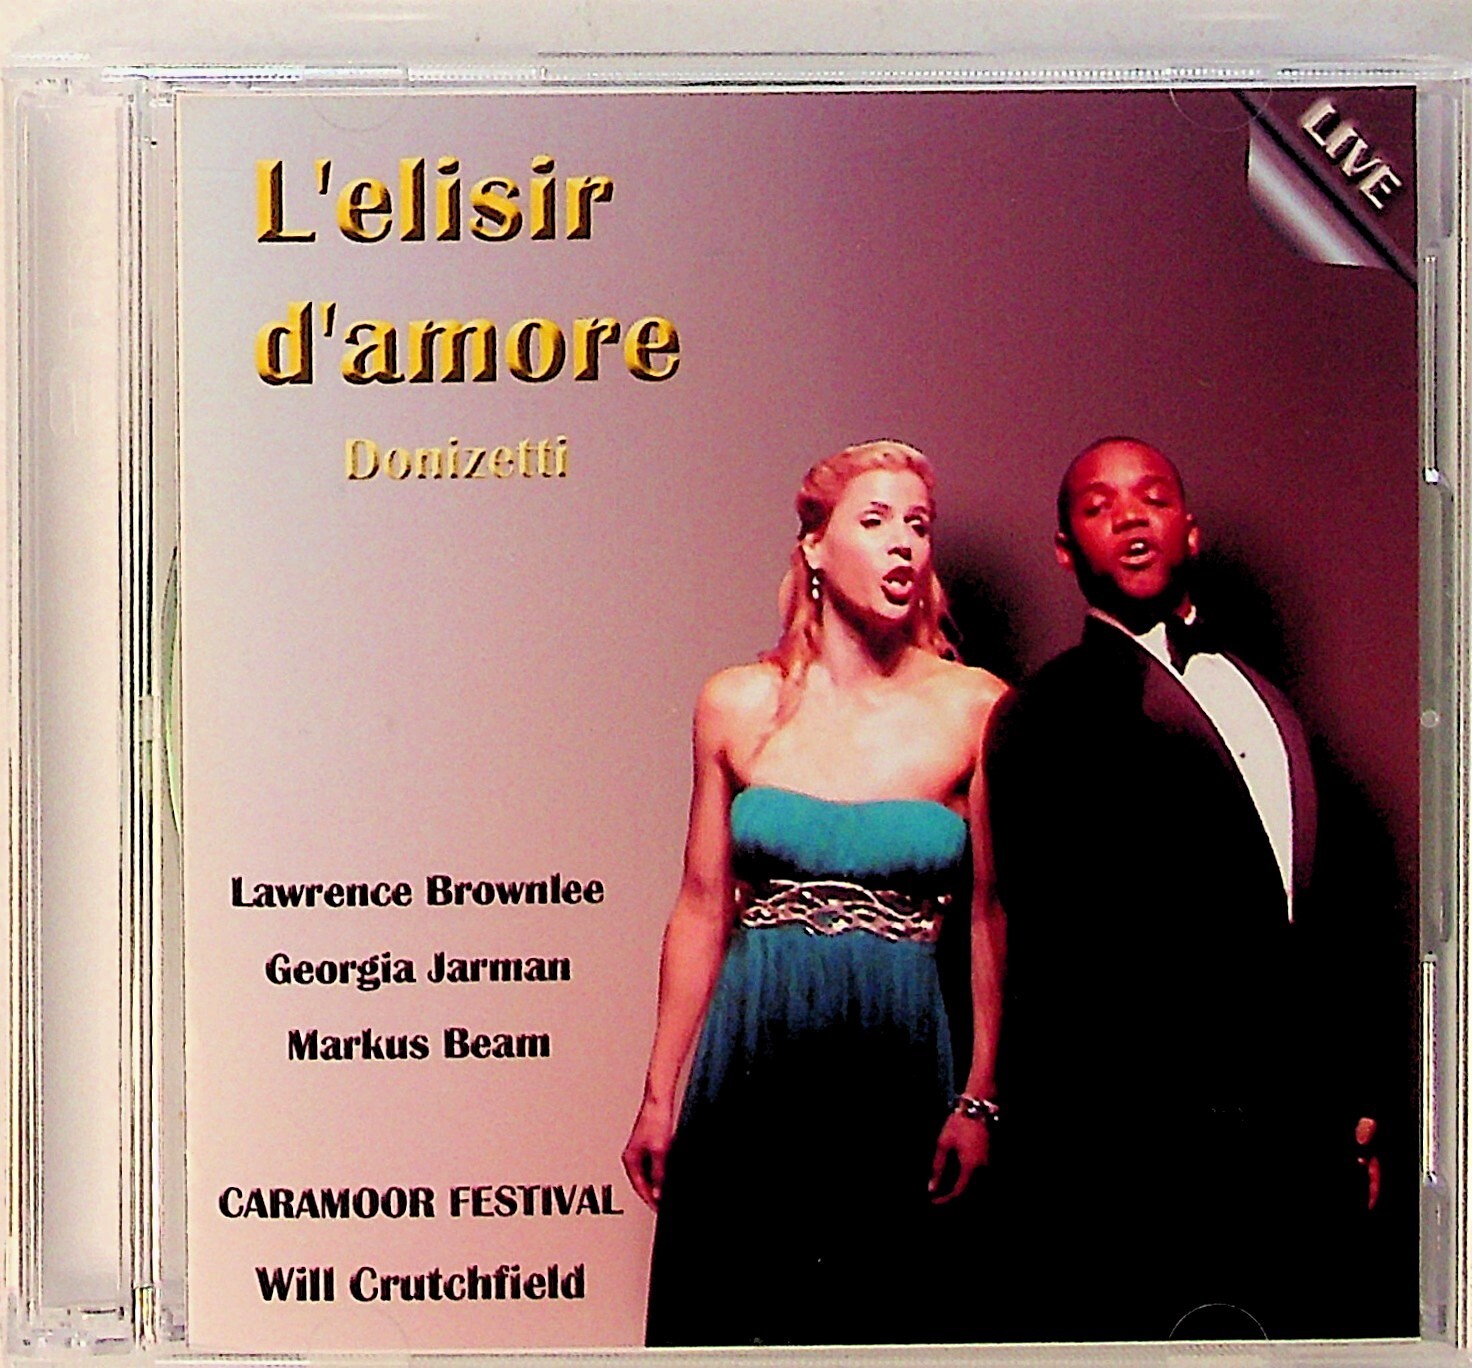 L'elisir
d'amore
Donizetti
LIVE
Lawrence Brownlee
Georgia Jarman
Markus Beam
CARAMOOR FESTIVAL
Will Crutchfield